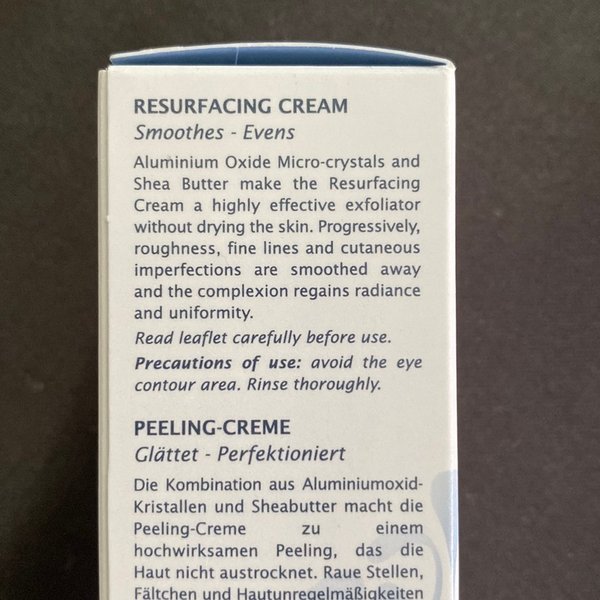 RESURFACING CREAM
Smoothes - Evens
Aluminium Oxide Micro-crystals and
Shea Butter make the Resurfacing
Cream a highly effective exfoliator
without drying the skin. Progressively,
roughness, fine lines and cutaneous
imperfections are smoothed away
and the complexion regains radiance
and uniformity.
Read leaflet carefully before use.
Precautions of use: avoid the eye
contour area. Rinse thoroughly.
PEELING-CREME
Glättet - Perfektioniert
Die Kombination aus Aluminiumoxid-
Kristallen und Sheabutter macht die
Peeling-Creme zu einem
hochwirksamen Peeling, das die
Haut nicht austrocknet. Raue Stellen,
Fältchen und Hautunregelmäßigkeiten